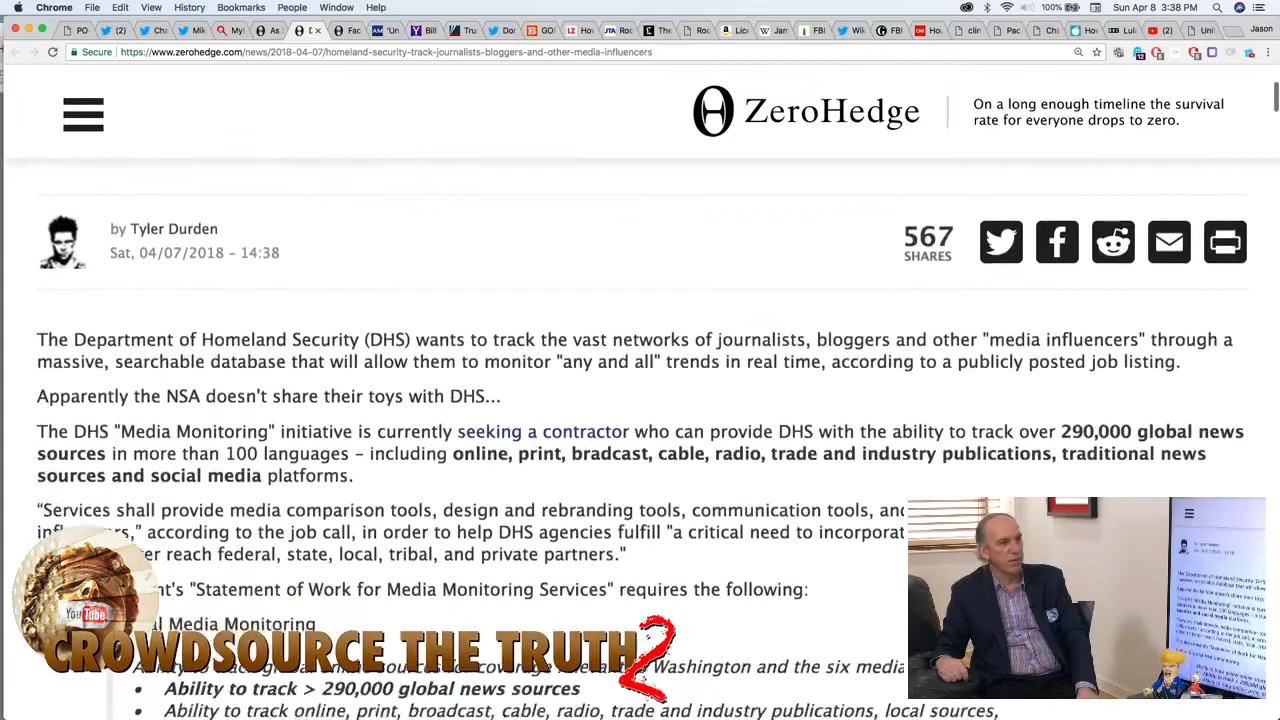 Chrome File Edit View History Bookmarks People Window Help 100% Sun Apr 8 3:38 PM
Secure https://www.zerohedge.com/news/2018-04-07/homeland-security-track-journalists-bloggers-and-other-media-influencers
Jason
ZeroHedge
On a long enough timeline the survival
rate for everyone drops to zero.
by Tyler Durden
Sat, 04/07/2018 – 14:38
567
SHARES
The Department of Homeland Security (DHS) wants to track the vast networks of journalists, bloggers and other "media influencers" through a
massive, searchable database that will allow them to monitor "any and all" trends in real time, according to a publicly posted job listing.
Apparently the NSA doesn't share their toys with DHS...
The DHS "Media Monitoring" initiative is currently seeking a contractor who can provide DHS with the ability to track over 290,000 global news
sources in more than 100 languages – including online, print, bradcast, cable, radio, trade and industry publications, traditional news
sources and social media platforms.
“Services shall provide media comparison tools, design and rebranding tools, communication tools, and
according to the job call, in order to help DHS agencies fulfill "a critical need to incorporat
reach federal, state, local, tribal, and private partners."
"Statement of Work for Media Monitoring Services" requires the following:
Media Monitoring
YouTube
CROWDSOURCE THE TRUTH 2
Washington and the six media
• Ability to track > 290,000 global news sources
• Ability to track online, print, broadcast, cable, radio, trade and industry publications, local sources,